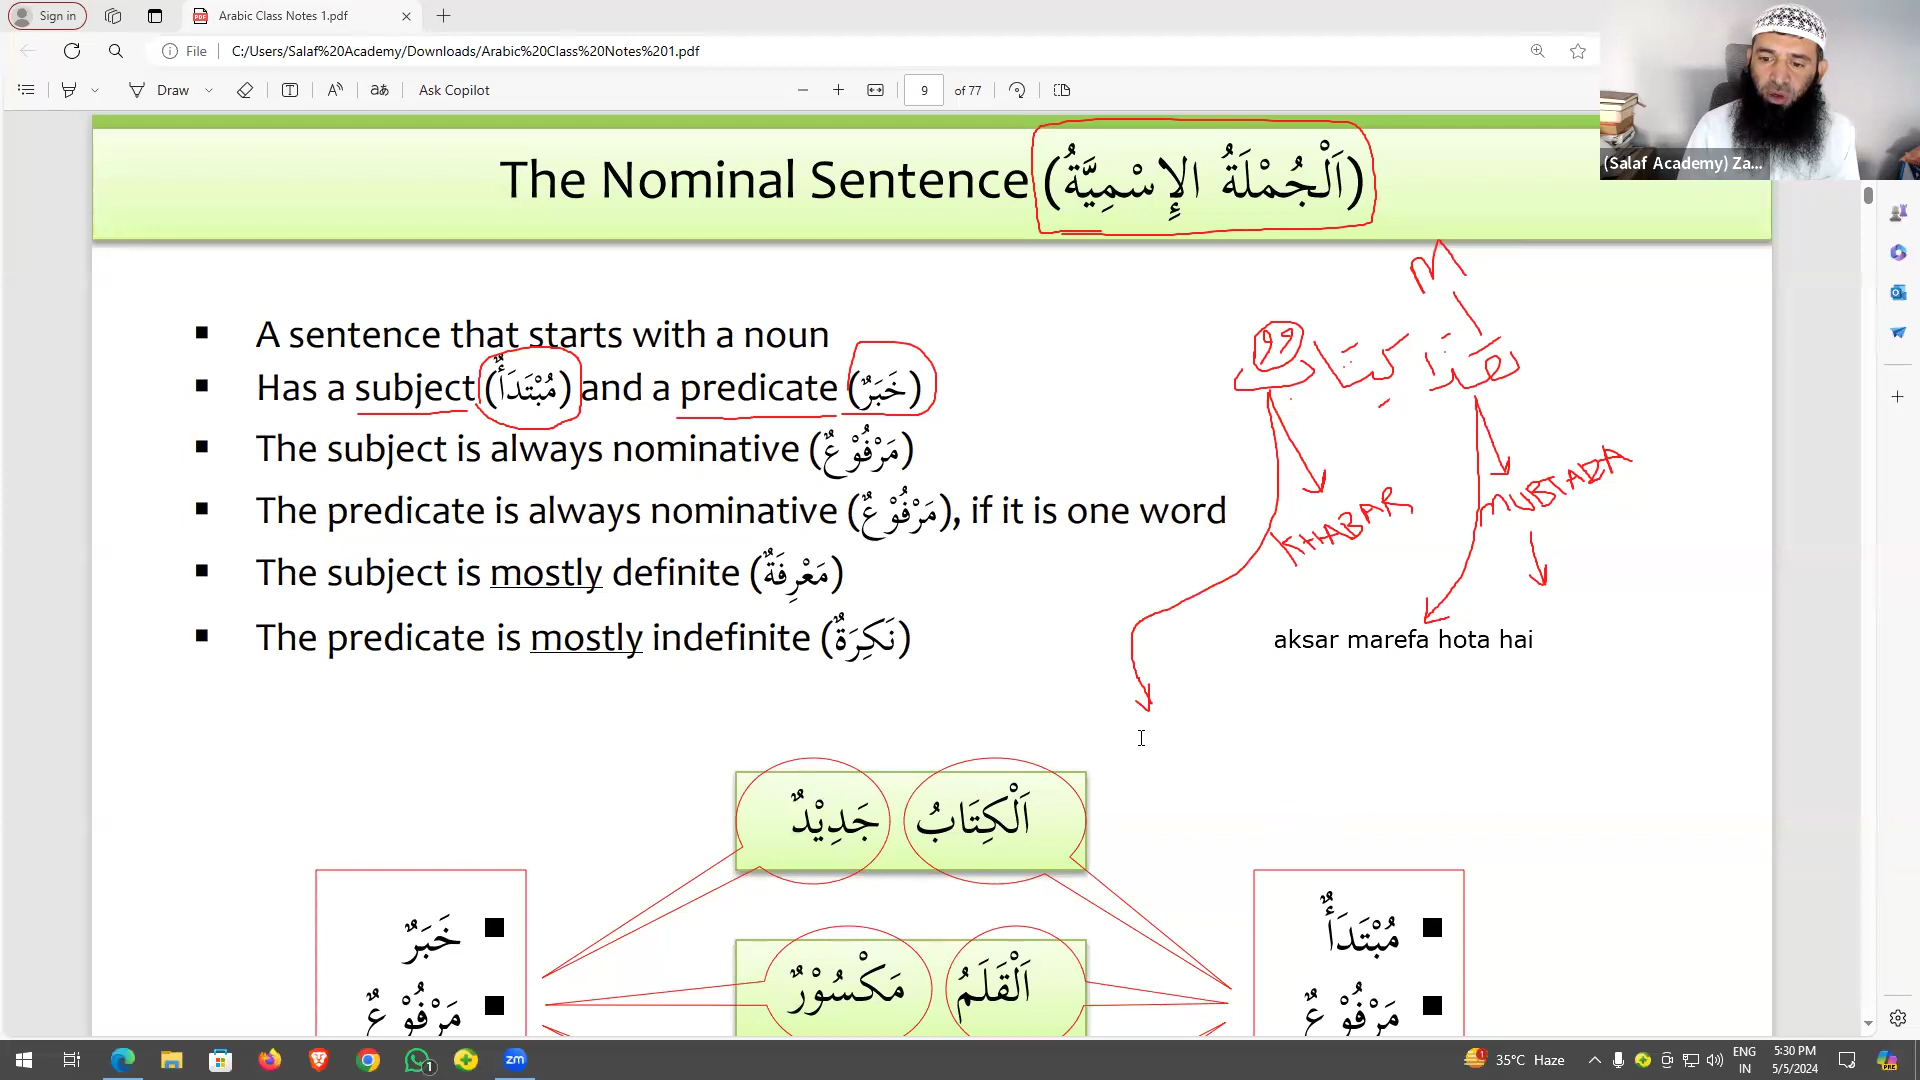 Sign in
Arabic Class Notes 1.pdf
File
C:/Users/Salaf%20Academy/Downloads/Arabic%20Class%20Notes%201.pdf
Draw
Ask Copilot
9
of 77
(Salaf Academy) Za...
The Nominal Sentence (اَلْجُمْلَةُ الإِسْمِيَّةُ)
M
▪ A sentence that starts with a noun
هَذَا كِتَابٌ
▪ Has a subject (مُبْتَدَأٌ) and a predicate (خَبَرٌ)
▪ The subject is always nominative (مَرْفُوْعٌ)
MUBTADA
▪ The predicate is always nominative (مَرْفُوْعٌ), if it is one word
KHABAR
▪ The subject is mostly definite (مَعْرِفَةٌ)
▪ The predicate is mostly indefinite (نَكِرَةٌ)
aksar marefa hota hai
اَلْكِتَابُ جَدِيْدٌ
▪ مُبْتَدَأٌ
▪ خَبَرٌ
اَلْقَلَمُ مَكْسُوْرٌ
▪ مَرْفُوْعٌ
▪ مَرْفُوْعٌ
35°C Haze
ENG
IN
5:30 PM
5/5/2024